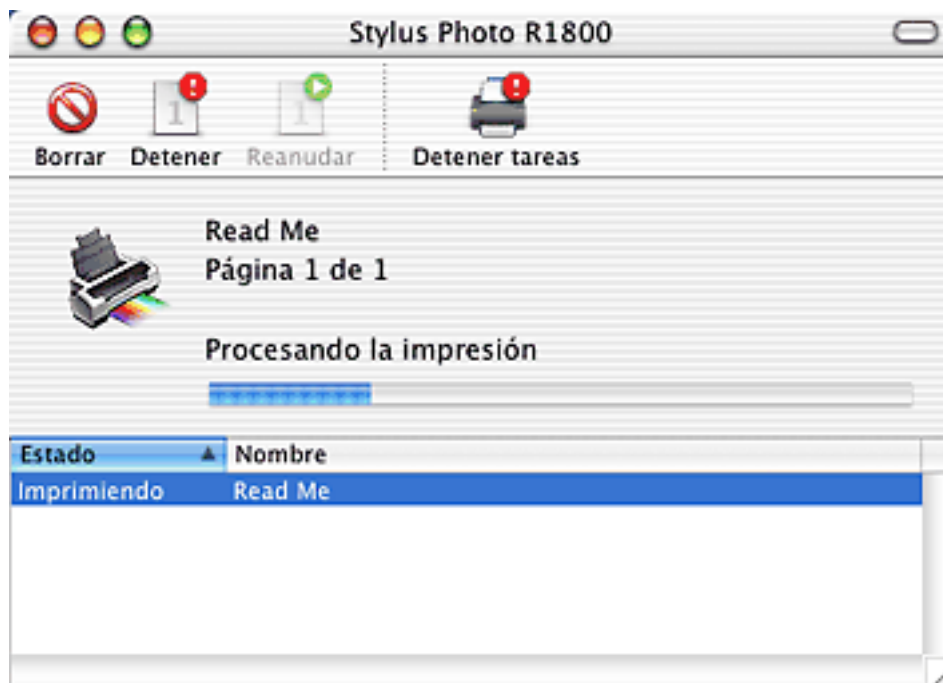 Stylus Photo R1800
Borrar Detener Reanudar Detener tareas
Read Me
Página 1 de 1
Procesando la impresión
Estado Nombre
Imprimiendo Read Me